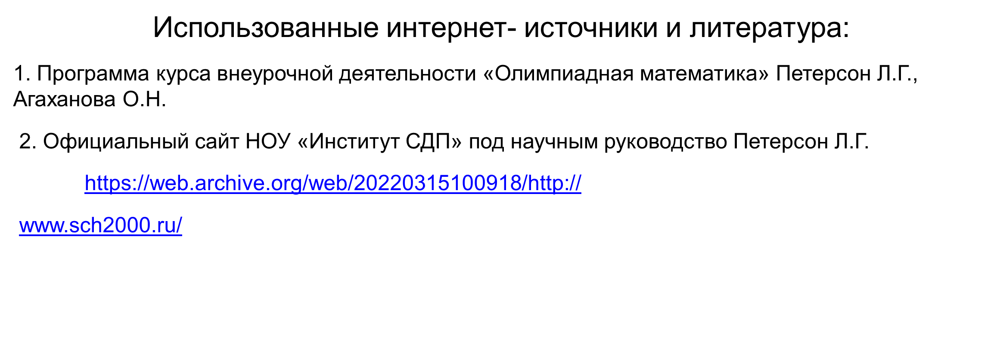 Использованные интернет- источники и литература:
1. Программа курса внеурочной деятельности «Олимпиадная математика» Петерсон Л.Г.,
Агаханова О.Н.
2. Официальный сайт НОУ «Институт СДП» под научным руководство Петерсон Л.Г.
https://web.archive.org/web/20220315100918/http://
www.sch2000.ru/